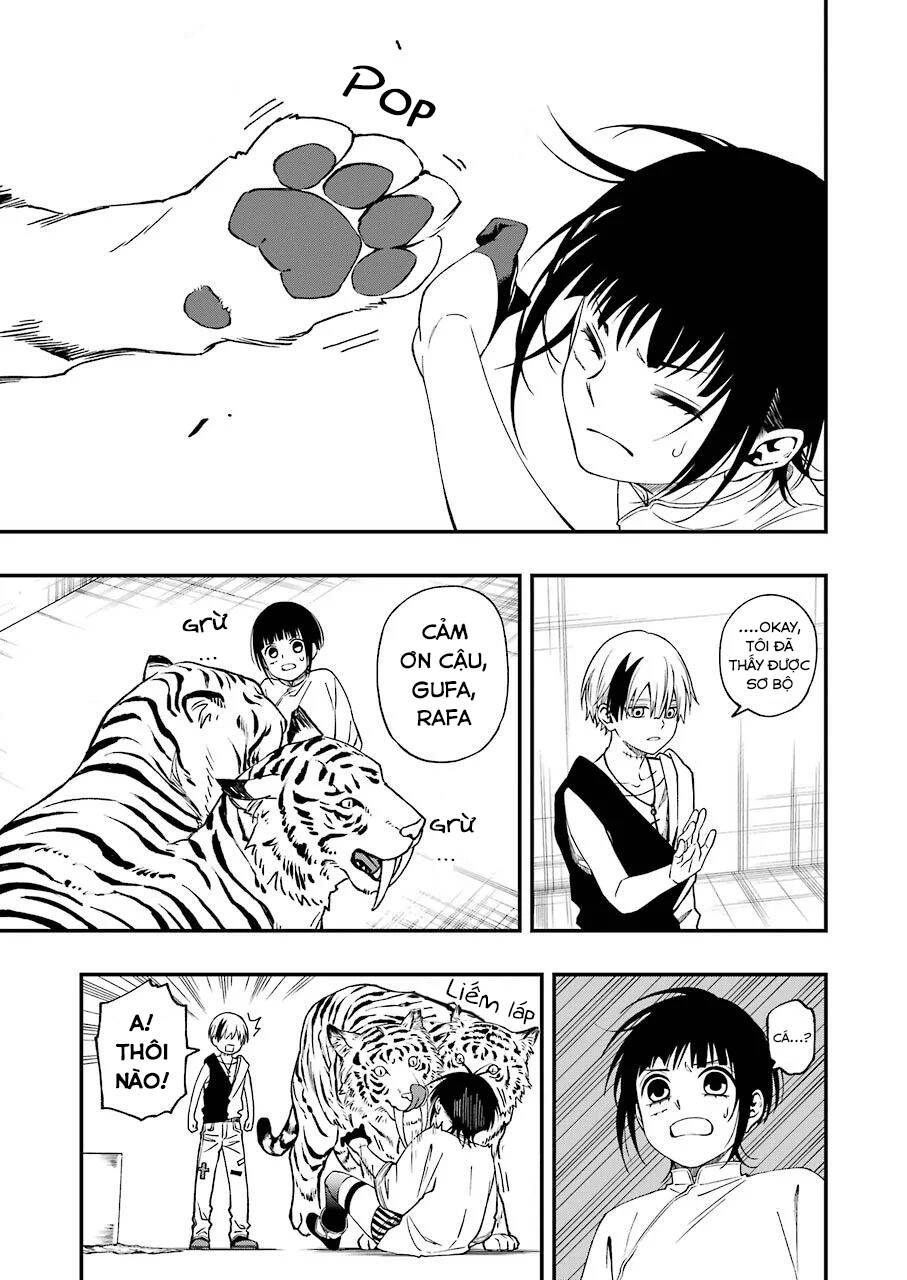 POP
....OKAY,
TÔI ĐÃ
THẤY ĐƯỢC
SƠ BỘ
CẢM
ƠN CẬU,
GUFA,
RAFA
GRỪ
...
GRỪ
...
CÁ...?
Liếm láp
A!
THÔI
NÀO!